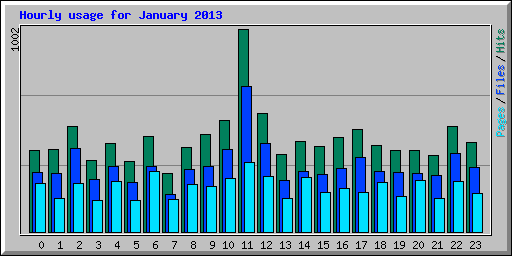 Hourly usage for January 2013
1002
Pages / Files / Hits
0 1 2 3 4 5 6 7 8 9 10 11 12 13 14 15 16 17 18 19 20 21 22 23